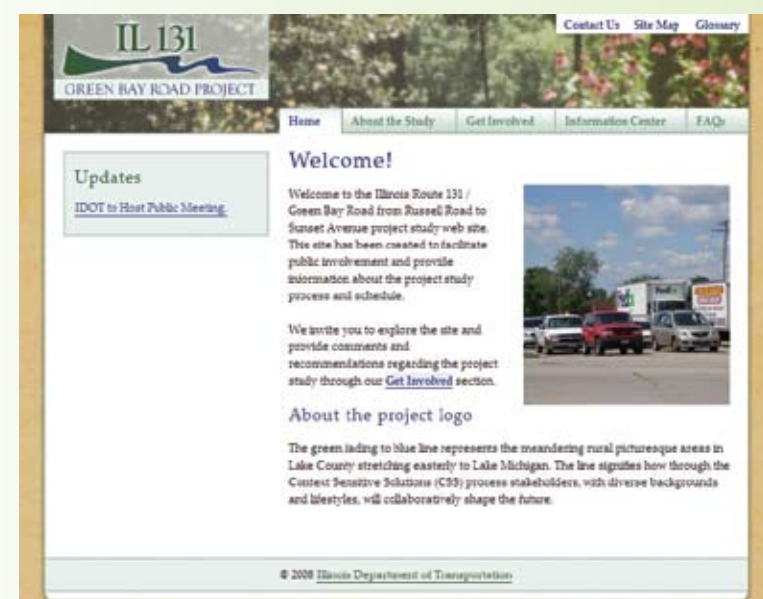 Contact Us Site Map Glossary
IL 131
GREEN BAY ROAD PROJECT
Home About the Study Get Involved Information Center FAQs
Updates
IDOT to Host Public Meeting.
Welcome!
Welcome to the Illinois Route 131 /
Green Bay Road from Russell Road to
Sunset Avenue project study web site.
This site has been created to facilitate
public involvement and provide
information about the project study
process and schedule.
We invite you to explore the site and
provide comments and
recommendations regarding the project
study through our Get Involved section.
FedEx
About the project logo
The green fading to blue line represents the meandering rural picturesque areas in
Lake County stretching easterly to Lake Michigan. The line signifies how through the
Context Sensitive Solutions (CSS) process stakeholders, with diverse backgrounds
and lifestyles, will collaboratively shape the future.
© 2008 Illinois Department of Transportation